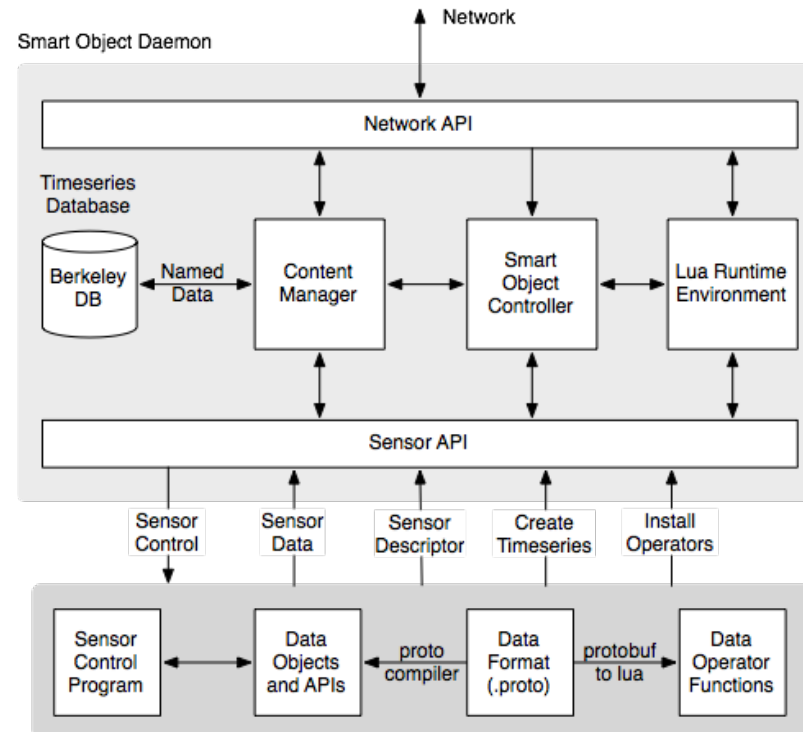 Network
Smart Object Daemon
Network API
Timeseries
Database
Berkeley
DB
Named
Data
Content
Manager
Smart
Object
Controller
Lua Runtime
Environment
Sensor API
Sensor
Control
Sensor
Data
Sensor
Descriptor
Create
Timeseries
Install
Operators
Sensor
Control
Program
Data
Objects
and APIs
proto
compiler
Data
Format
(.proto)
protobuf
to lua
Data
Operator
Functions